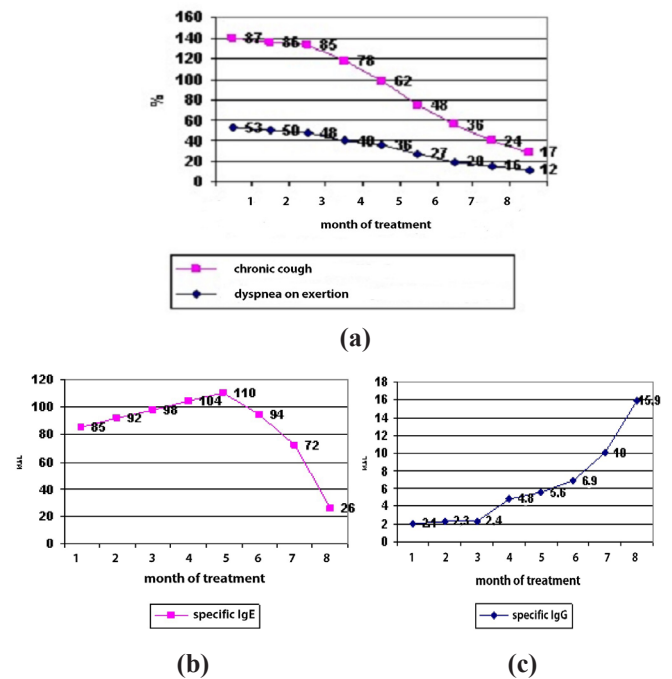 160
140
120
100
80
60
40
20
0
%
87 86 85 78 62 48 36 24 17
53 50 48 40 36 27 20 16 12
1 2 3 4 5 6 7 8
month of treatment
chronic cough
dyspnea on exertion
(a)
120
100
80
60
40
20
0
85 92 98 104 110 94 72 26
1 2 3 4 5 6 7 8
month of treatment
specific IgE
(b)
18
16
14
12
10
8
6
4
2
0
2.1 2.3 2.4 4.8 5.6 6.9 10 15.9
1 2 3 4 5 6 7 8
month of treatment
specific IgG
(c)